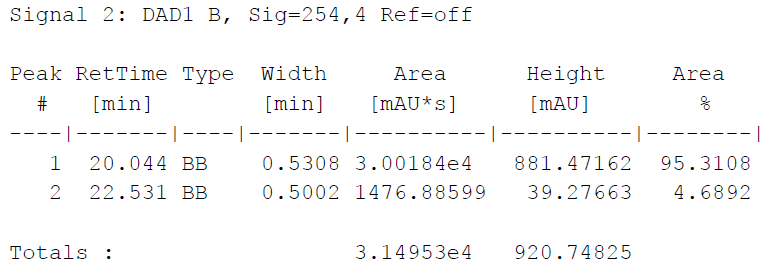 Signal 2: DAD1 B, Sig=254,4 Ref=off
Peak RetTime Type  Width     Area      Height     Area
  #   [min]        [min]   [mAU*s]     [mAU]        %
----|-------|----|-------|----------|----------|--------|
   1  20.044 BB    0.5308 3.00184e4   881.47162  95.3108
   2  22.531 BB    0.5002 1476.88599   39.27663   4.6892
Totals :                  3.14953e4   920.74825